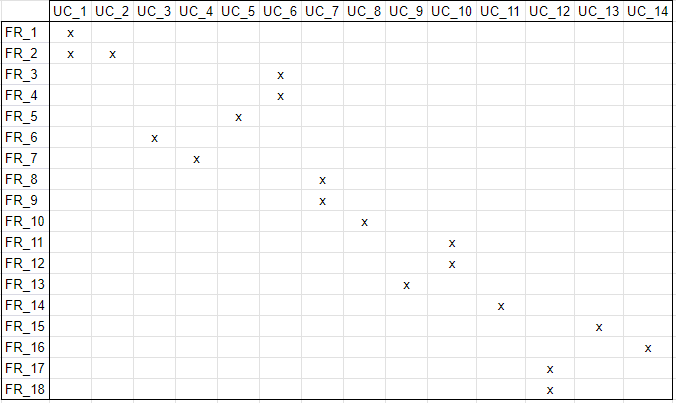 UC_1 UC_2 UC_3 UC_4 UC_5 UC_6 UC_7 UC_8 UC_9 UC_10 UC_11 UC_12 UC_13 UC_14
FR_1 x
FR_2 x x
FR_3 x
FR_4 x
FR_5 x
FR_6 x
FR_7 x
FR_8 x
FR_9 x
FR_10 x
FR_11 x
FR_12 x
FR_13 x
FR_14 x
FR_15 x
FR_16 x
FR_17 x
FR_18 x